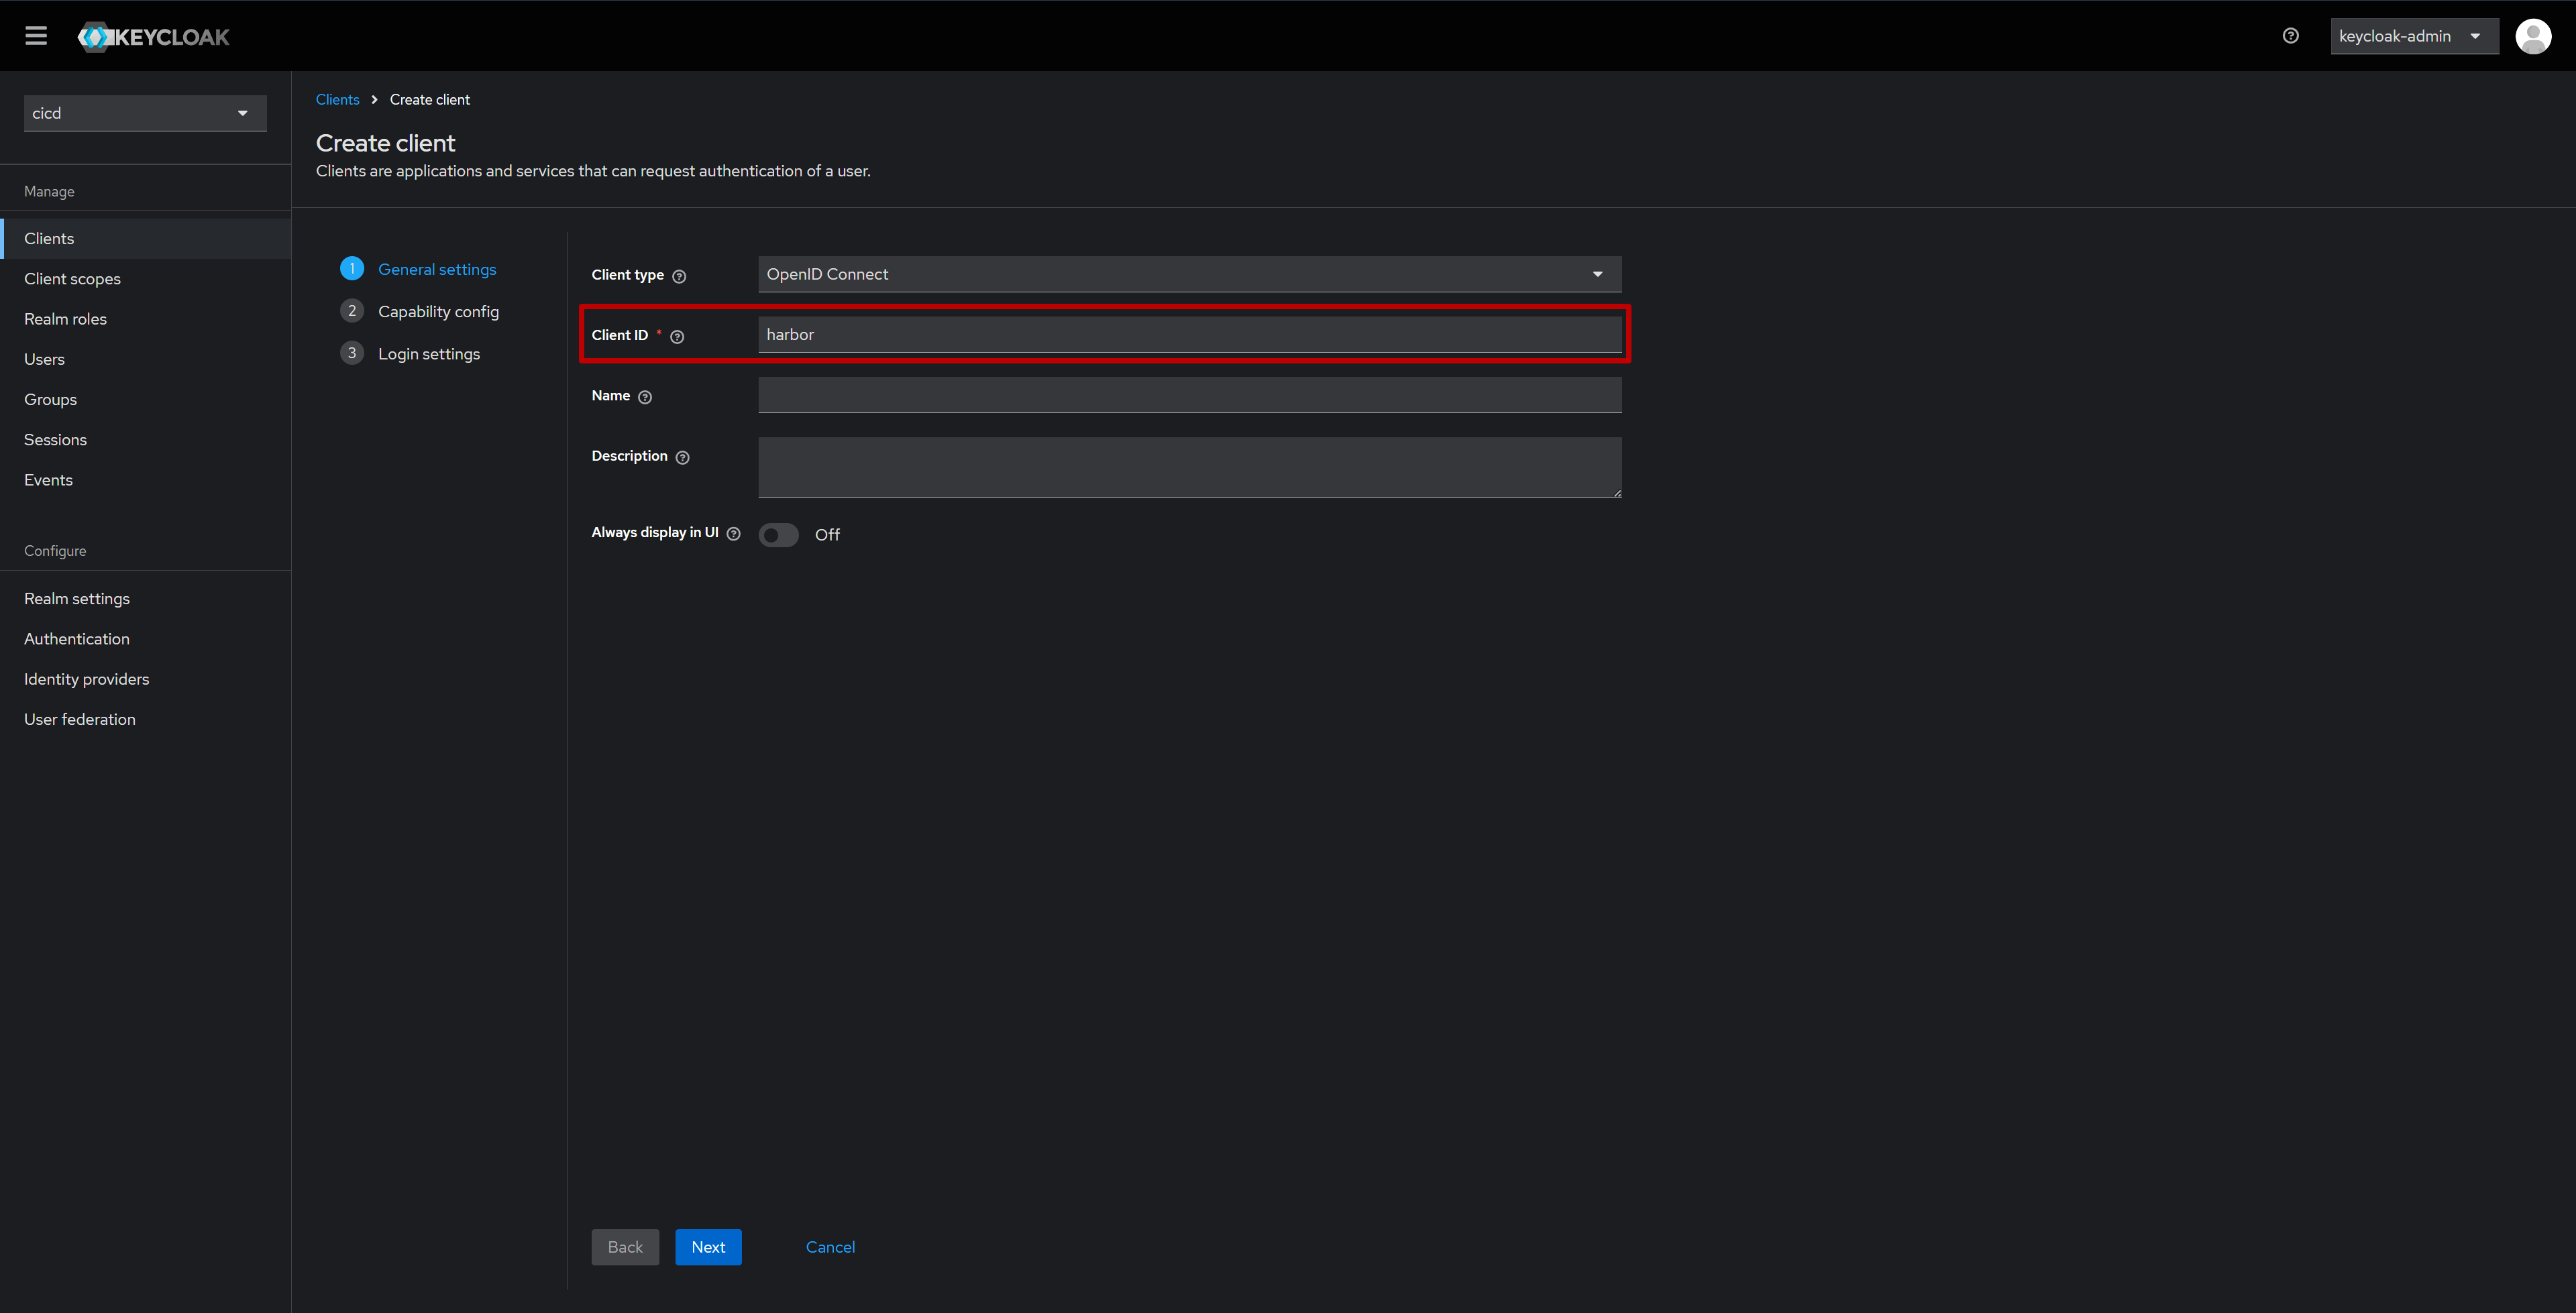 KEYCLOAK
keycloak-admin
cicd
Manage
Clients
Client scopes
Realm roles
Users
Groups
Sessions
Events
Configure
Realm settings
Authentication
Identity providers
User federation
Clients > Create client
Create client
Clients are applications and services that can request authentication of a user.
1 General settings
2 Capability config
3 Login settings
Client type ? OpenID Connect
Client ID * ? harbor
Name ?
Description ?
Always display in UI ? Off
Back Next Cancel